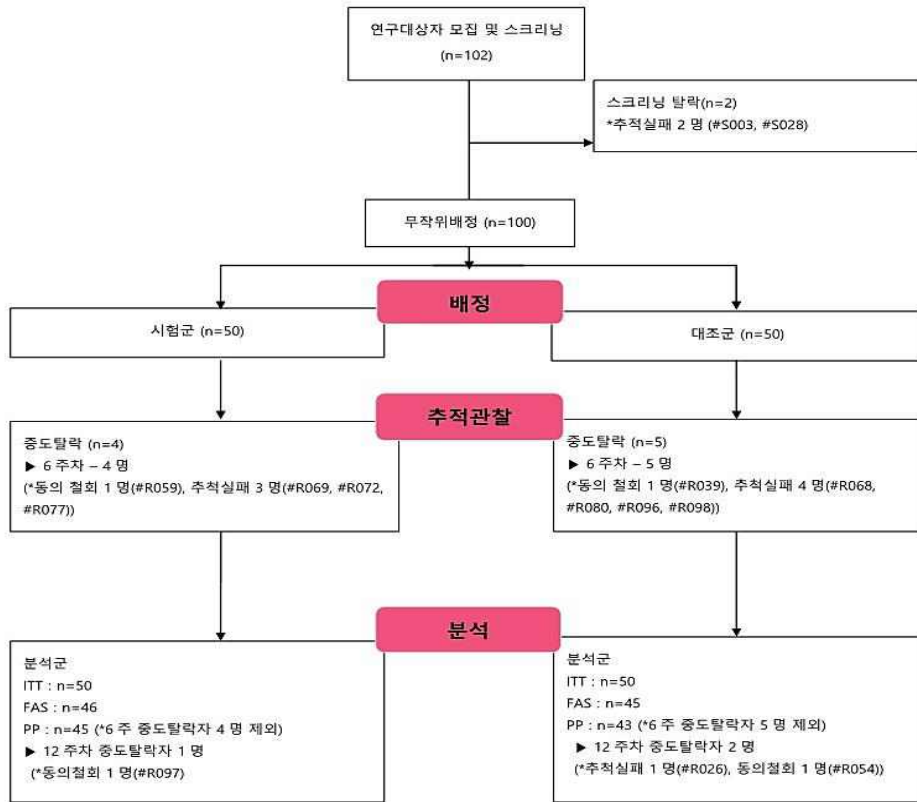 연구대상자 모집 및 스크리닝
(n=102)
스크리닝 탈락(n=2)
*추적실패 2 명 (#S003, #S028)
무작위배정 (n=100)
배정
시험군 (n=50)
대조군 (n=50)
추적관찰
중도탈락 (n=4)
▶ 6 주차 – 4 명
(*동의 철회 1 명(#R059), 추척실패 3 명(#R069, #R072,
#R077))
중도탈락 (n=5)
▶ 6 주차 – 5 명
(*동의 철회 1 명(#R039), 추척실패 4 명(#R068,
#R080, #R096, #R098))
분석
분석군
ITT : n=50
FAS : n=46
PP : n=45 (*6 주 중도탈락자 4 명 제외)
▶ 12 주차 중도탈락자 1 명
(*동의철회 1 명(#R097)
분석군
ITT : n=50
FAS : n=45
PP : n=43 (*6 주 중도탈락자 5 명 제외)
▶ 12 주차 중도탈락자 2 명
(*추척실패 1 명(#R026), 동의철회 1 명(#R054))